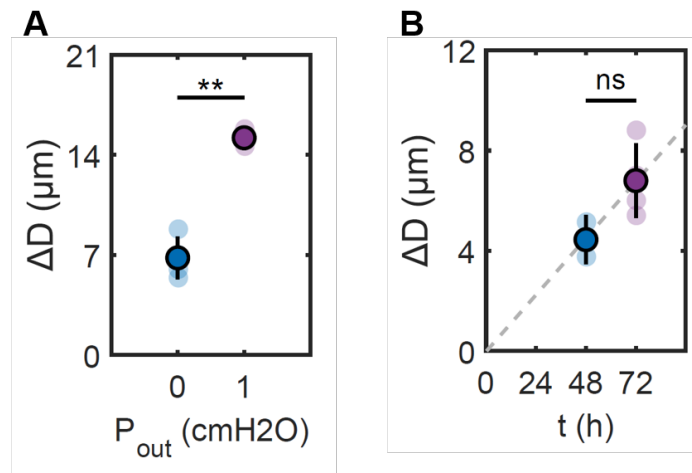 A
21
14
7
0
**
ΔD (μm)
0 1
P_out (cmH2O)
B
12
8
4
0
ns
ΔD (μm)
0 24 48 72
t (h)